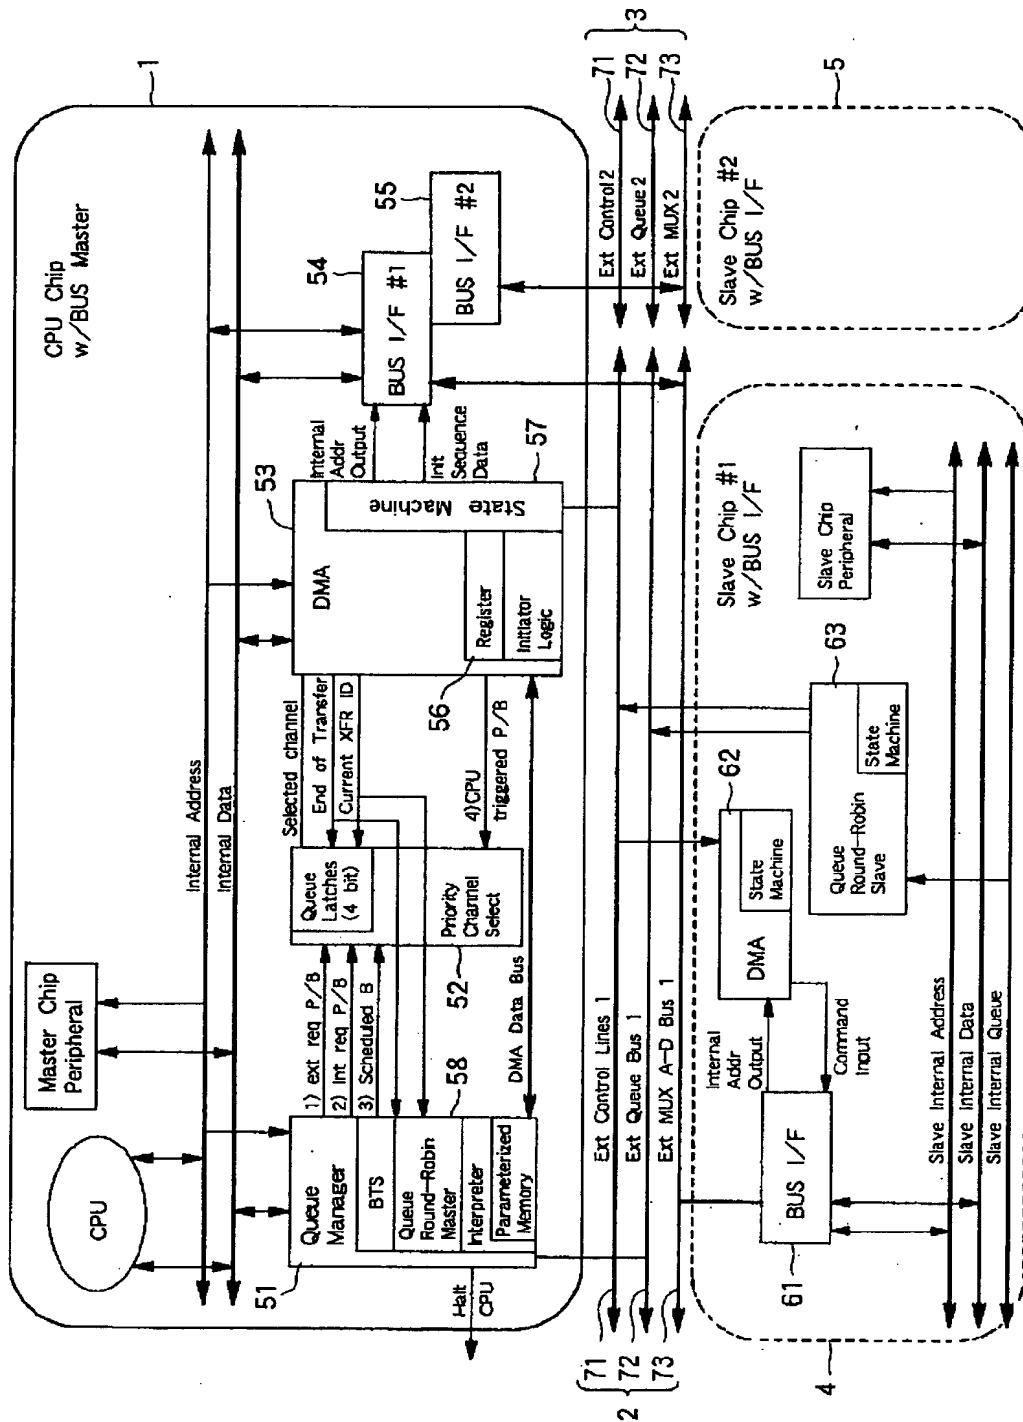 1
CPU Chip
w/BUS Master
Master Chip
Peripheral
CPU
Internal Address
Internal Data
51
Queue
Manager
BTS
Queue
Round-Robin
Master
Interpreter
Parameterized
Memory
58
Halt
CPU
1) ext req P/B
2) Int req P/B
3) Scheduled B
Queue
Latches
(4 bit)
Priority
Channel
Select
52
Selected channel
End of Transfer
Current XFR ID
4)CPU
triggered P/B
DMA Data Bus
53
DMA
Register
Initiator
Logic
State Machine
56
57
Internal
Addr
Output
Init
Sequence
Data
54
BUS I/F #1
55
BUS I/F #2
2
71
72
73
Ext Control Lines 1
Ext Queue Bus 1
Ext MUX A-D Bus 1
Ext Control2
Ext Queue2
Ext MUX2
71
72
73
3
4
Slave Chip #1
w/BUS I/F
61
BUS I/F
Internal
Addr
Output
Command
Input
62
DMA
State
Machine
63
Queue
Round-Robin
Slave
State
Machine
Slave Chip
Peripheral
Slave Internal Address
Slave Internal Data
Slave Internal Queue
5
Slave Chip #2
w/BUS I/F